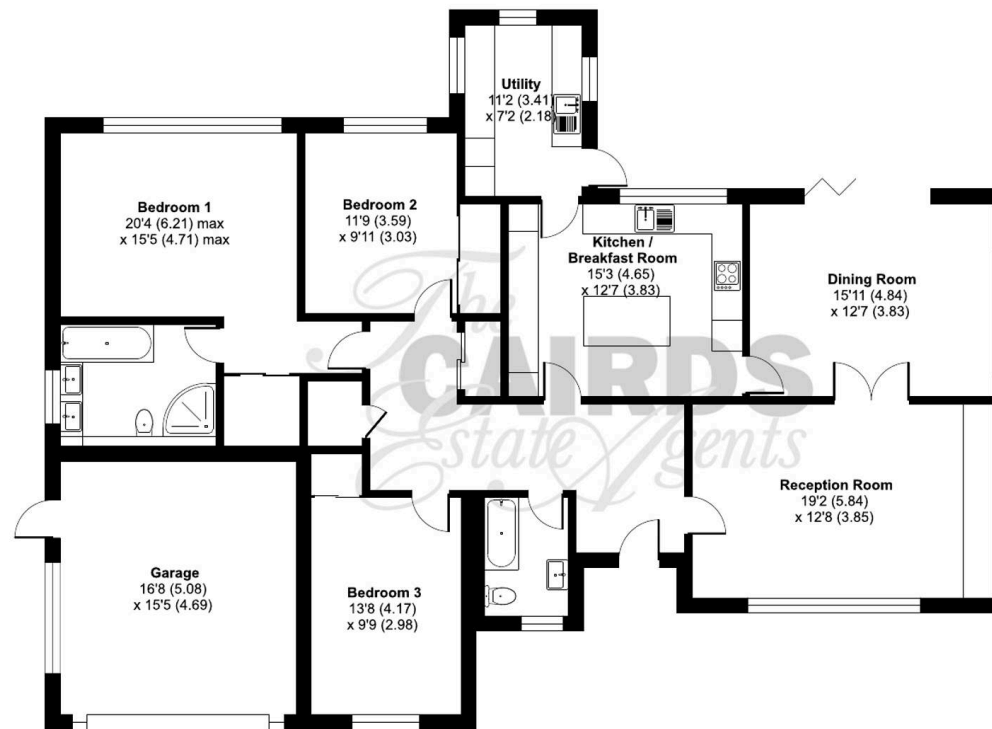 Utility
11'2 (3.41)
x 7'2 (2.18)
Bedroom 1
20'4 (6.21) max
x 15'5 (4.71) max
Bedroom 2
11'9 (3.59)
x 9'11 (3.03)
Kitchen /
Breakfast Room
15'3 (4.65)
x 12'7 (3.83)
Dining Room
15'11 (4.84)
x 12'7 (3.83)
The
CAIRDS
Estate Agents
Reception Room
19'2 (5.84)
x 12'8 (3.85)
Garage
16'8 (5.08)
x 15'5 (4.69)
Bedroom 3
13'8 (4.17)
x 9'9 (2.98)